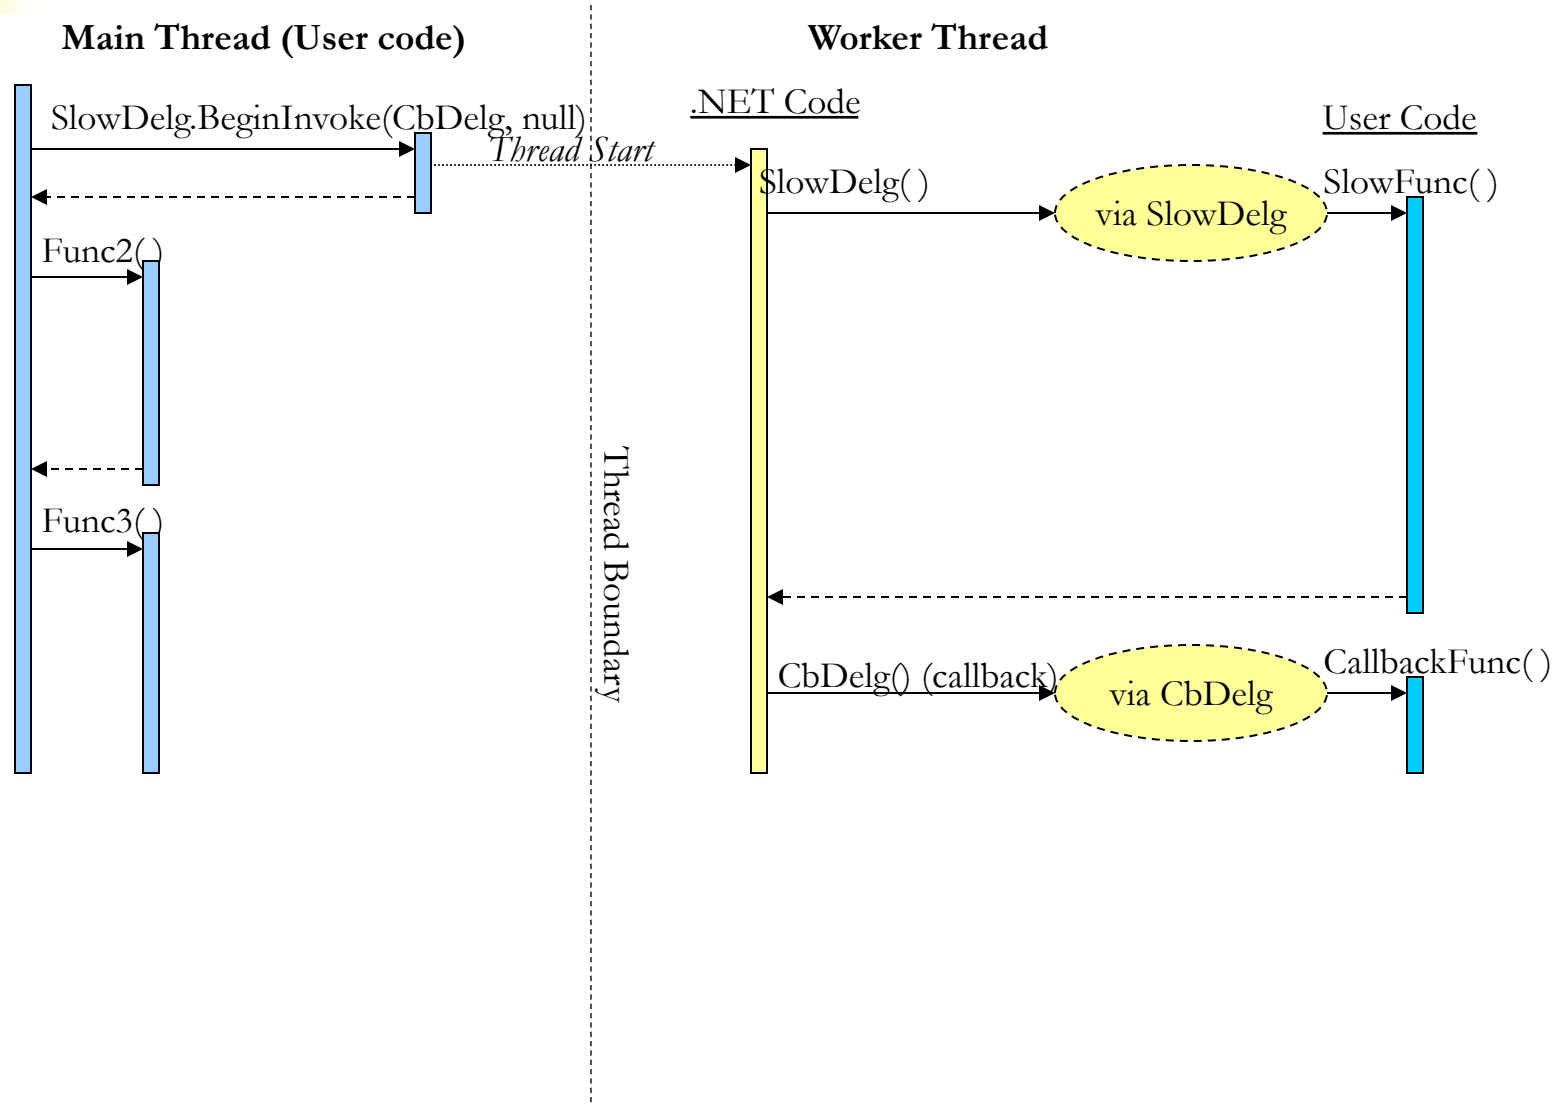 Main Thread (User code)
Worker Thread
.NET Code
User Code
SlowDelg.BeginInvoke(CbDelg, null)
Thread Start
SlowDelg( )
via SlowDelg
SlowFunc( )
Func2( )
Thread Boundary
Func3( )
CbDelg() (callback)
via CbDelg
CallbackFunc( )